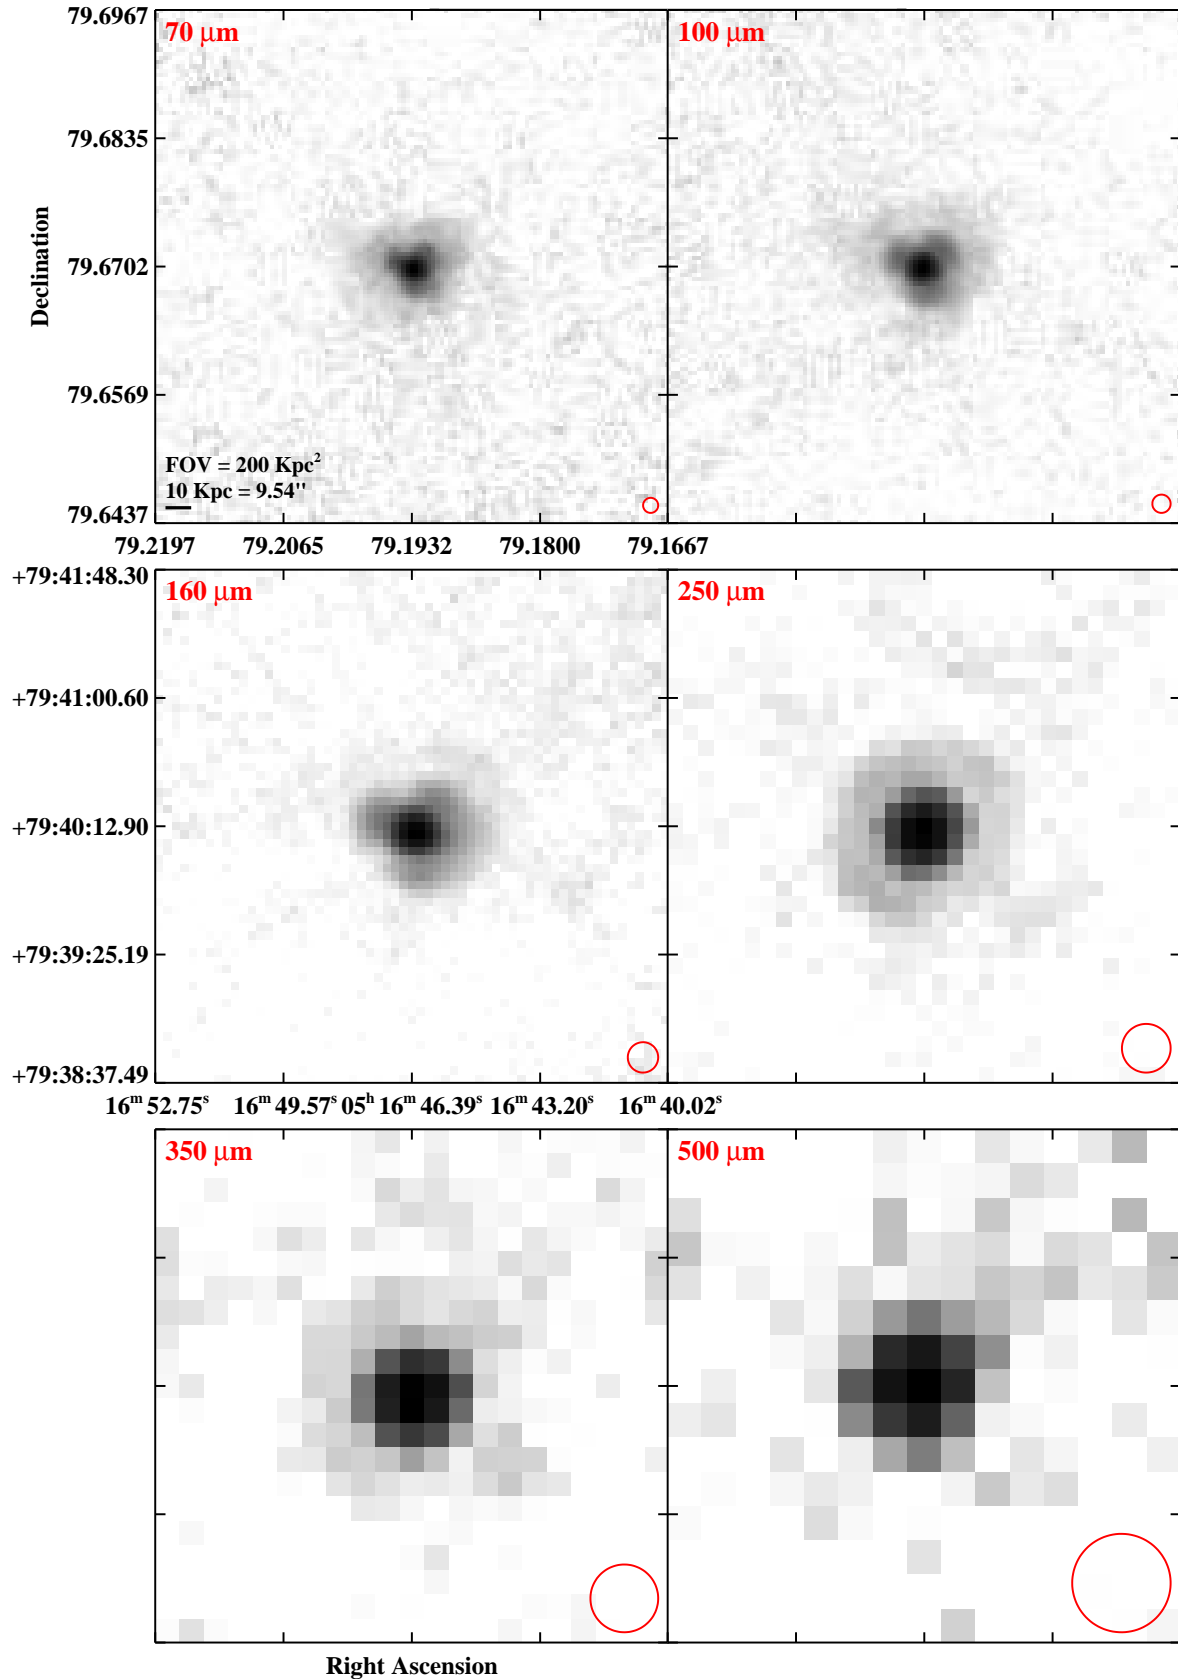 79.6967
70 μm
100 μm
79.6835
Declination
79.6702
79.6569
FOV = 200 Kpc²
10 Kpc = 9.54"
79.6437
79.2197 79.2065 79.1932 79.1800 79.1667
+79:41:48.30
160 μm
250 μm
+79:41:00.60
+79:40:12.90
+79:39:25.19
+79:38:37.49
16ᵐ 52.75ˢ 16ᵐ 49.57ˢ 05ʰ 16ᵐ 46.39ˢ 16ᵐ 43.20ˢ 16ᵐ 40.02ˢ
350 μm
500 μm
Right Ascension